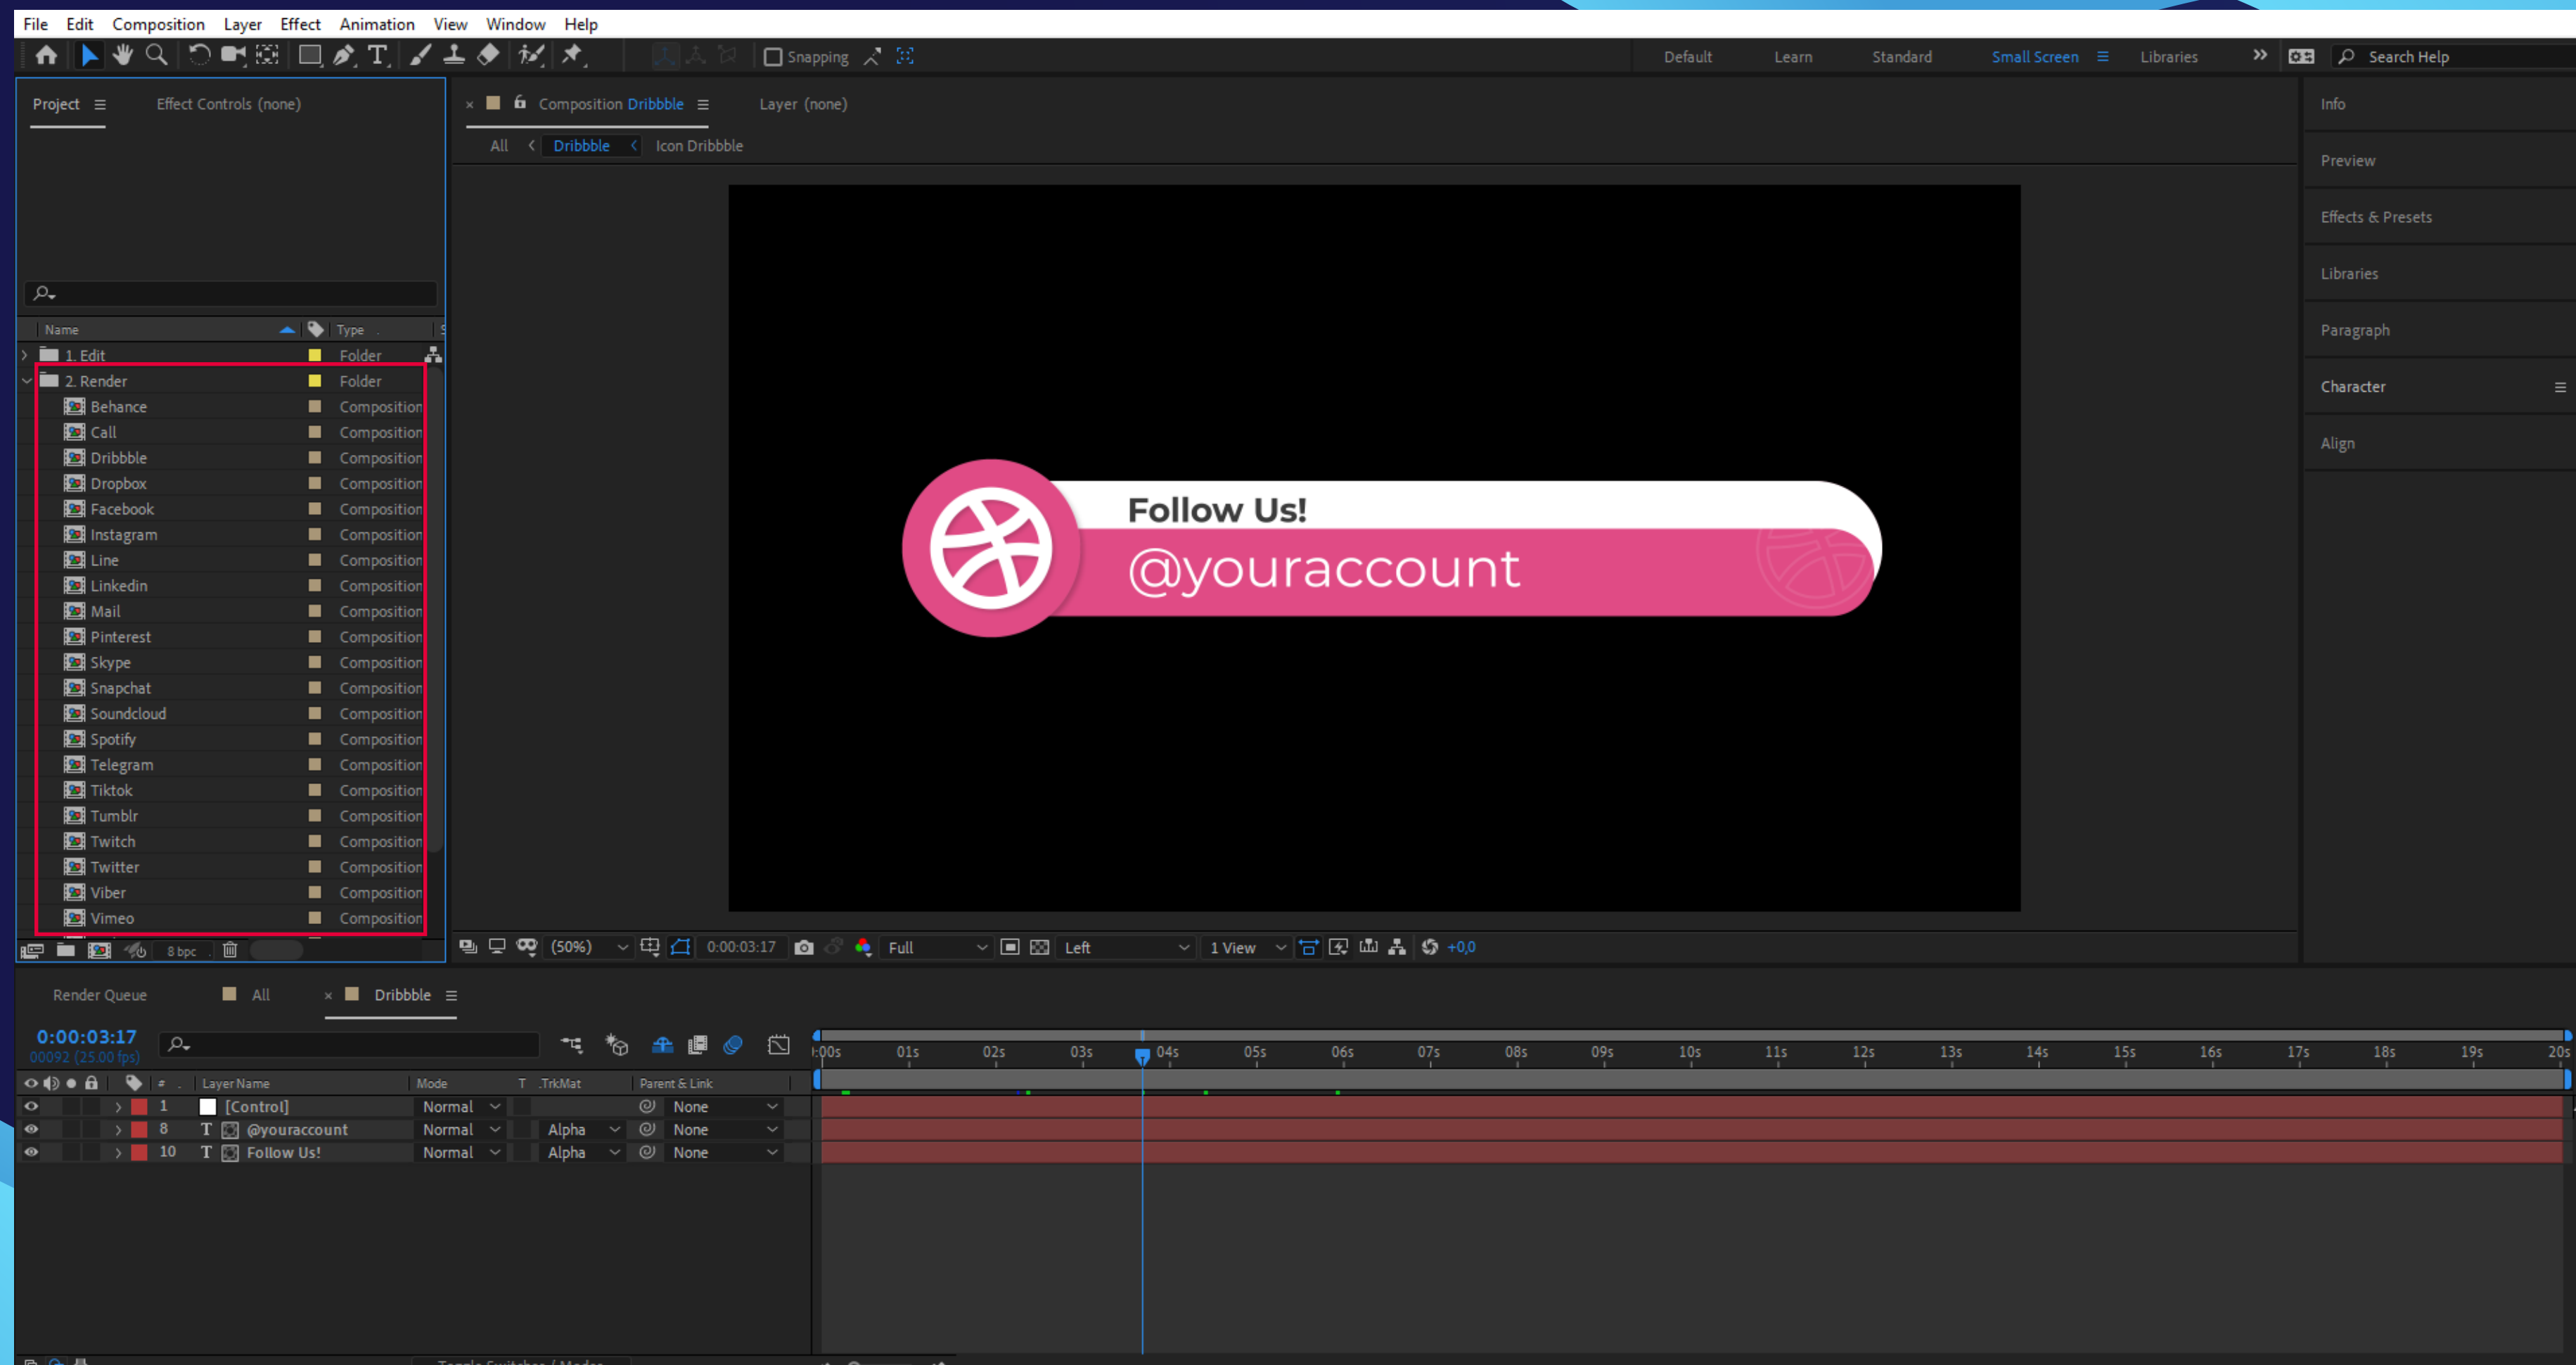 File Edit Composition Layer Effect Animation View Window Help
Snapping Default Learn Standard Small Screen Libraries Search Help
Project Effect Controls (none)
Composition Dribbble Layer (none)
All Dribbble Icon Dribbble
Info
Preview
Effects & Presets
Libraries
Paragraph
Character
Align
Name Type
1. Edit Folder
2. Render Folder
Behance Composition
Call Composition
Dribbble Composition
Dropbox Composition
Facebook Composition
Instagram Composition
Line Composition
Linkedin Composition
Mail Composition
Pinterest Composition
Skype Composition
Snapchat Composition
Soundcloud Composition
Spotify Composition
Telegram Composition
Tiktok Composition
Tumblr Composition
Twitch Composition
Twitter Composition
Viber Composition
Vimeo Composition
8 bpc
Follow Us!
@youraccount
(50%) 0:00:03:17 Full Left 1 View +0,0
Render Queue All Dribbble
0:00:03:17
00092 (25.00 fps)
:00s 01s 02s 03s 04s 05s 06s 07s 08s 09s 10s 11s 12s 13s 14s 15s 16s 17s 18s 19s 20s
# Layer Name Mode T .TrkMat Parent & Link
1 [Control] Normal None
8 T @youraccount Normal Alpha None
10 T Follow Us! Normal Alpha None